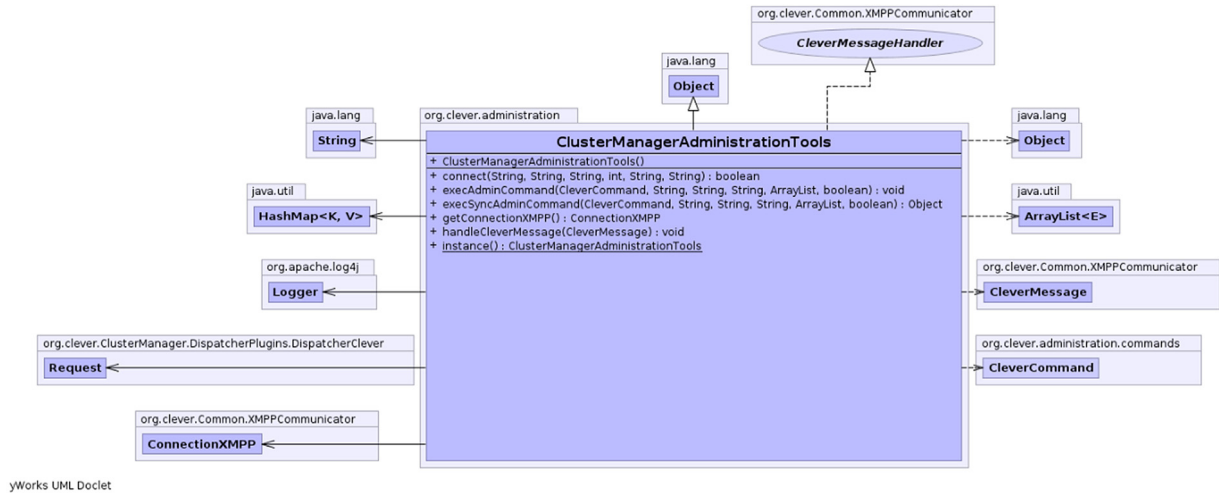 org.clever.Common.XMPPCommunicator
CleverMessageHandler
java.lang
Object
java.lang
String
org.clever.administration
java.lang
Object
ClusterManagerAdministrationTools
+ ClusterManagerAdministrationTools()
+ connect(String, String, String, int, String, String) : boolean
+ execAdminCommand(CleverCommand, String, String, String, ArrayList, boolean) : void
+ execSyncAdminCommand(CleverCommand, String, String, String, ArrayList, boolean) : Object
+ getConnectionXMPP() : ConnectionXMPP
+ handleCleverMessage(CleverMessage) : void
+ instance() : ClusterManagerAdministrationTools
java.util
HashMap<K, V>
java.util
ArrayList<E>
org.apache.log4j
Logger
org.clever.Common.XMPPCommunicator
CleverMessage
org.clever.ClusterManager.DispatcherPlugins.DispatcherClever
Request
org.clever.administration.commands
CleverCommand
org.clever.Common.XMPPCommunicator
ConnectionXMPP
yWorks UML Doclet